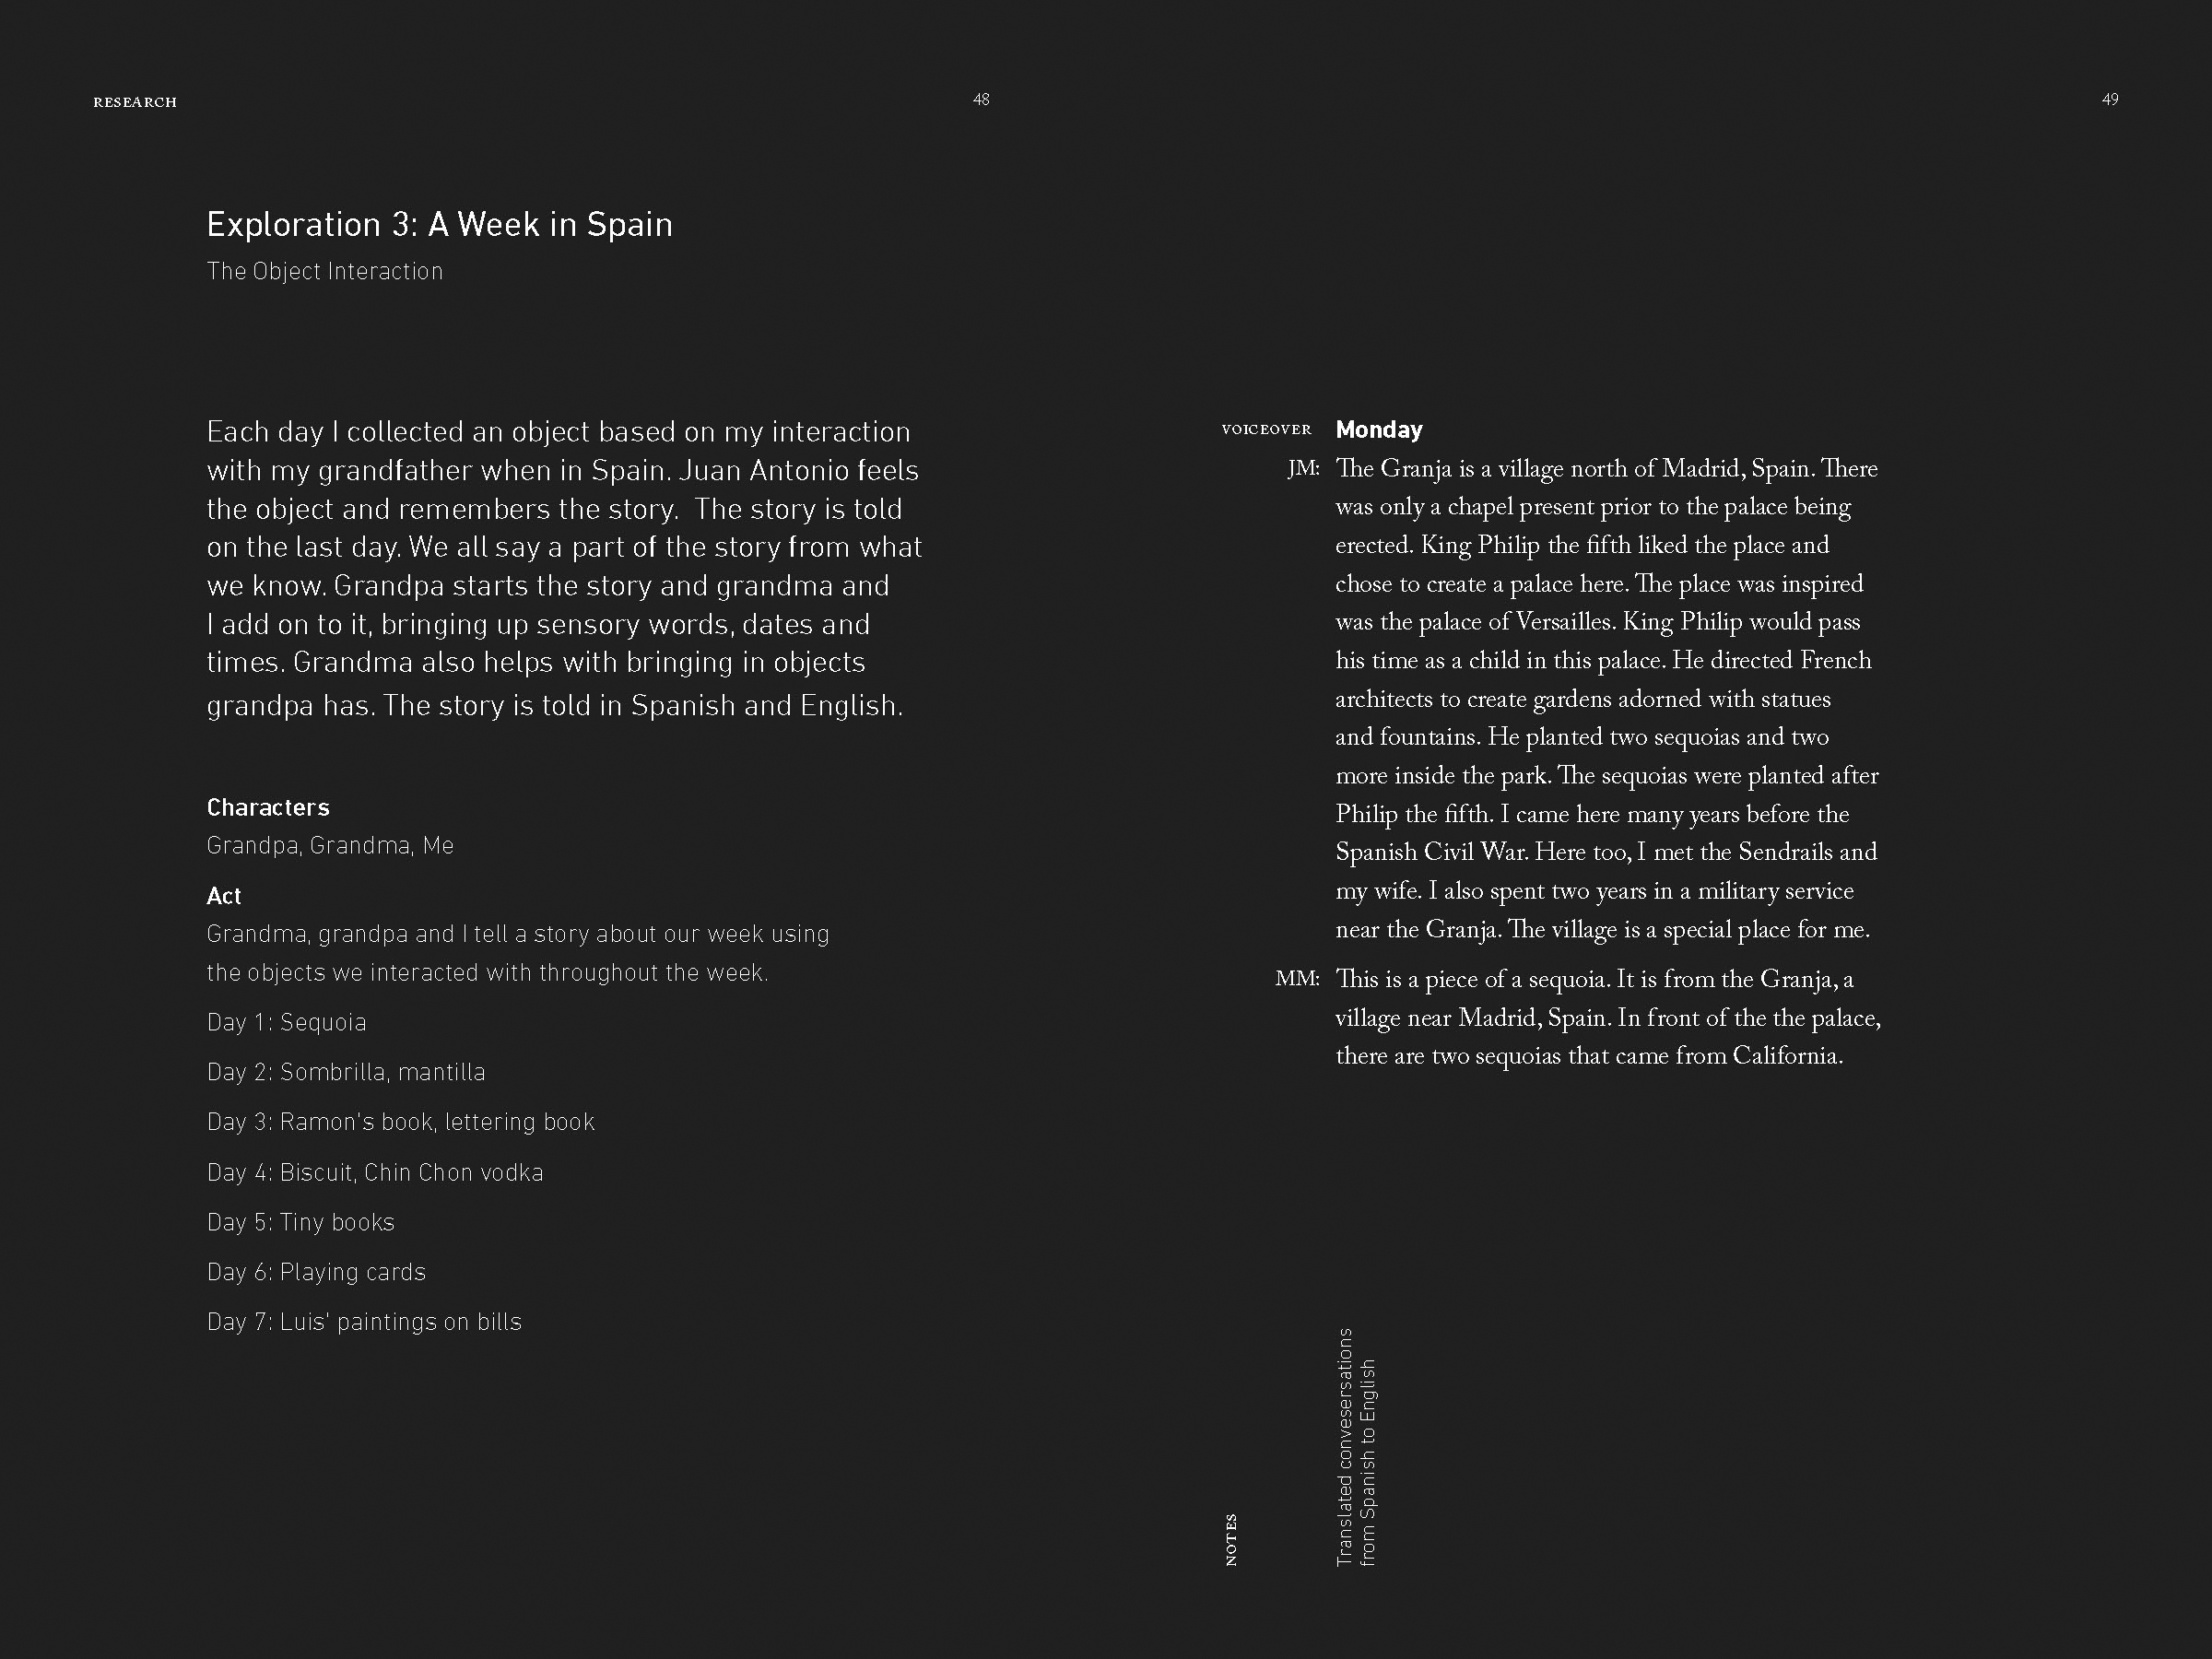 RESEARCH
48
49
Exploration 3: A Week in Spain
The Object Interaction
Each day I collected an object based on my interaction
with my grandfather when in Spain. Juan Antonio feels
the object and remembers the story.  The story is told
on the last day. We all say a part of the story from what
we know. Grandpa starts the story and grandma and
I add on to it, bringing up sensory words, dates and
times. Grandma also helps with bringing in objects
grandpa has. The story is told in Spanish and English.
Characters
Grandpa, Grandma, Me
Act
Grandma, grandpa and I tell a story about our week using
the objects we interacted with throughout the week.
Day 1: Sequoia
Day 2: Sombrilla, mantilla
Day 3: Ramon's book, lettering book
Day 4: Biscuit, Chin Chon vodka
Day 5: Tiny books
Day 6: Playing cards
Day 7: Luis' paintings on bills
VOICEOVER Monday
JM: The Granja is a village north of Madrid, Spain. There
was only a chapel present prior to the palace being
erected. King Philip the fifth liked the place and
chose to create a palace here. The place was inspired
was the palace of Versailles. King Philip would pass
his time as a child in this palace. He directed French
architects to create gardens adorned with statues
and fountains. He planted two sequoias and two
more inside the park. The sequoias were planted after
Philip the fifth. I came here many years before the
Spanish Civil War. Here too, I met the Sendrails and
my wife. I also spent two years in a military service
near the Granja. The village is a special place for me.
MM: This is a piece of a sequoia. It is from the Granja, a
village near Madrid, Spain. In front of the the palace,
there are two sequoias that came from California.
NOTES
Translated convesersations
from Spanish to English